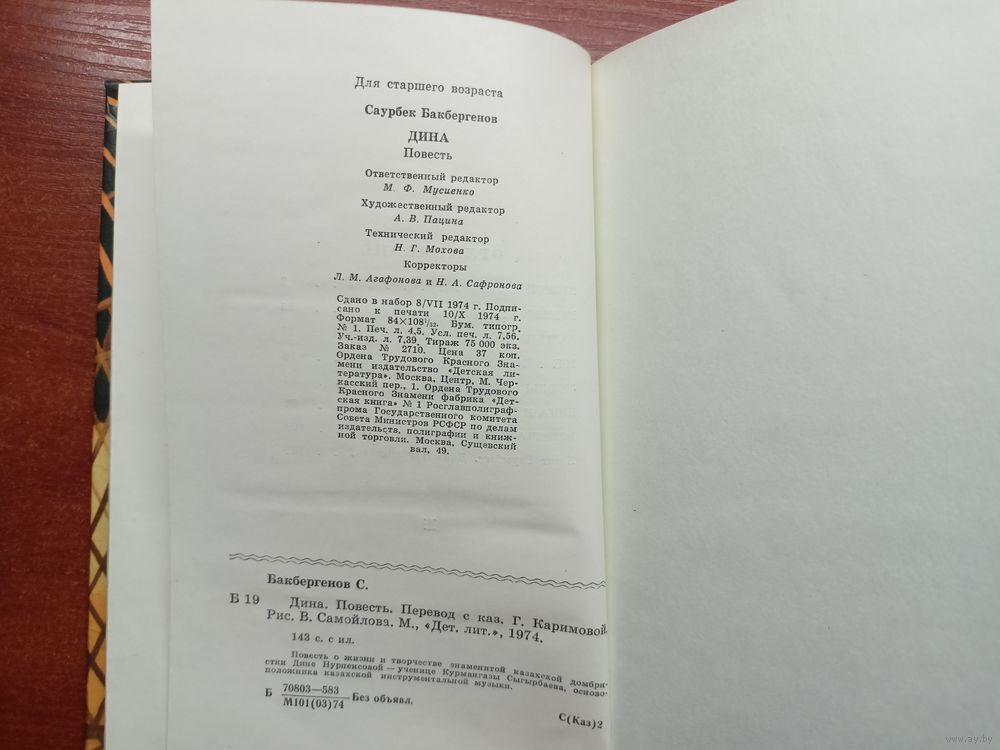 Для старшего возраста
Саурбек Бакбергенов
ДИНА
Повесть
Ответственный редактор
М. Ф. Мусиенко
Художественный редактор
А. В. Пацина
Технический редактор
Н. Г. Мохова
Корректоры
Л. М. Агафонова и Н. А. Сафронова
Сдано в набор 8/VII 1974 г. Подпи-
сано к печати 10/X 1974 г.
Формат 84×108¹/₃₂. Бум. типогр.
№ 1. Печ. л. 4,5. Усл. печ. л. 7,56.
Уч.-изд. л. 7,39. Тираж 75 000 экз.
Заказ № 2710. Цена 37 коп.
Ордена Трудового Красного Зна-
мени издательство «Детская ли-
тература». Москва, Центр, М. Чер-
касский пер., 1. Ордена Трудового
Красного Знамени фабрика «Дет-
ская книга» № 1 Росглавполиграф-
прома Государственного комитета
Совета Министров РСФСР по делам
издательств, полиграфии и книж-
ной торговли. Москва, Сущевский
вал, 49.
Бакбергенов С.
Б 19 Дина. Повесть. Перевод с каз. Г. Каримовой.
Рис. В. Самойлова. М., «Дет. лит.», 1974.
143 с. с ил.
Повесть о жизни и творчестве знаменитой казахской домбри-
стки Дине Нурпеисовой — ученице Курмангазы Сыгырбаева, осново-
положника казахской инструментальной музыки.
Б 70803—583
М101(03)74 Без объявл.
С(Каз)2
www.ay.by